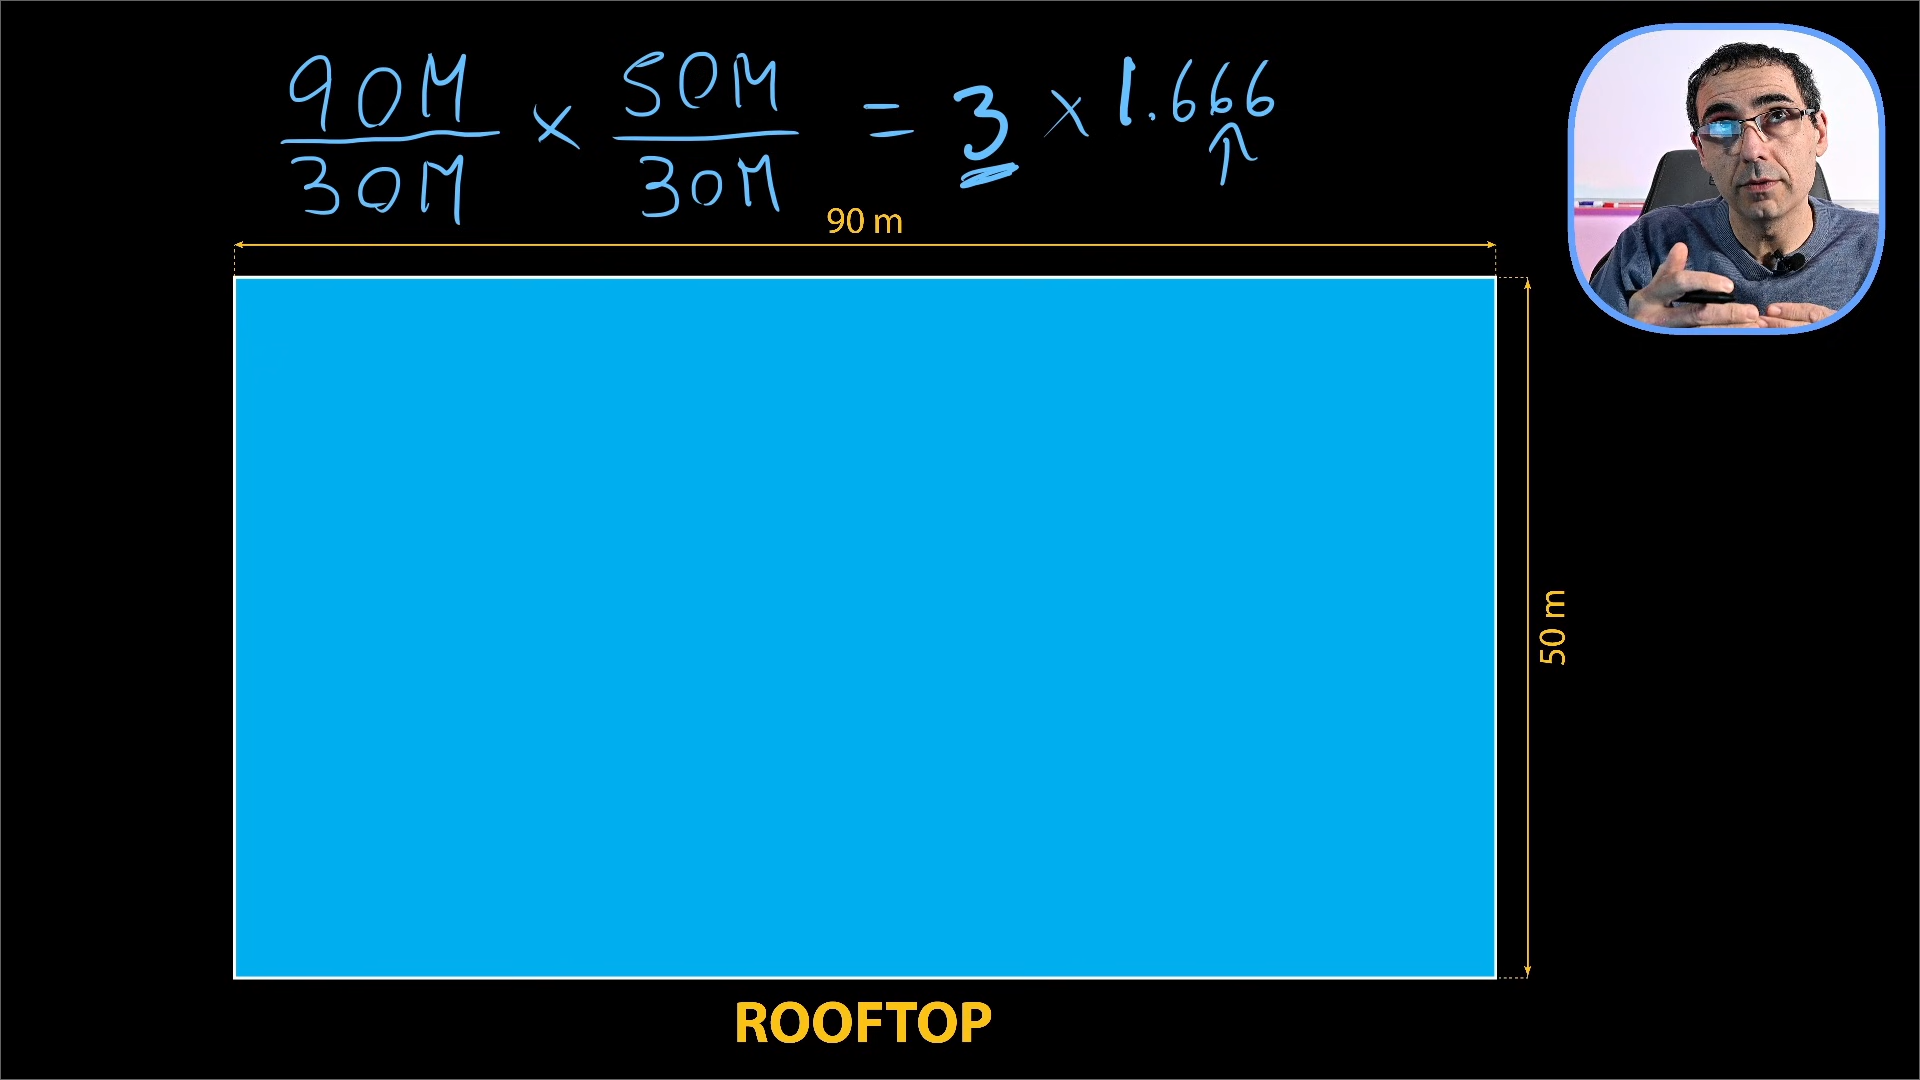 90M × 50M = 3 × 1.666
30M 30M ↑
90 m
50 m
ROOFTOP